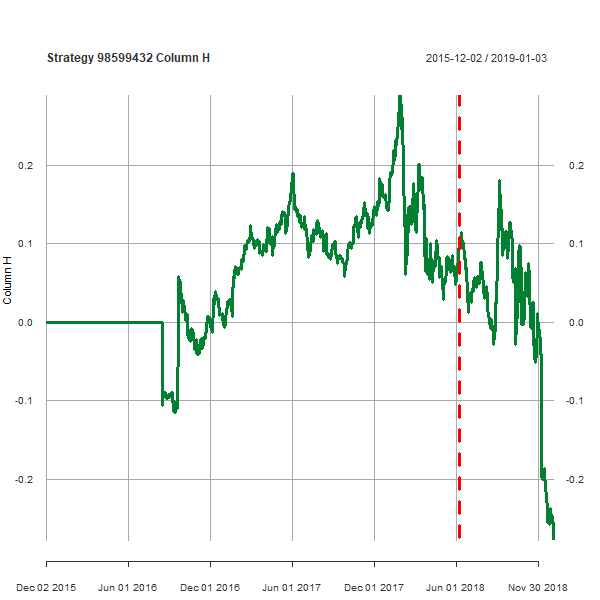 Strategy 98599432 Column H
2015-12-02 / 2019-01-03
Column H
0.2
0.1
0.0
-0.1
-0.2
0.2
0.1
0.0
-0.1
-0.2
Dec 02 2015
Jun 01 2016
Dec 01 2016
Jun 01 2017
Dec 01 2017
Jun 01 2018
Nov 30 2018